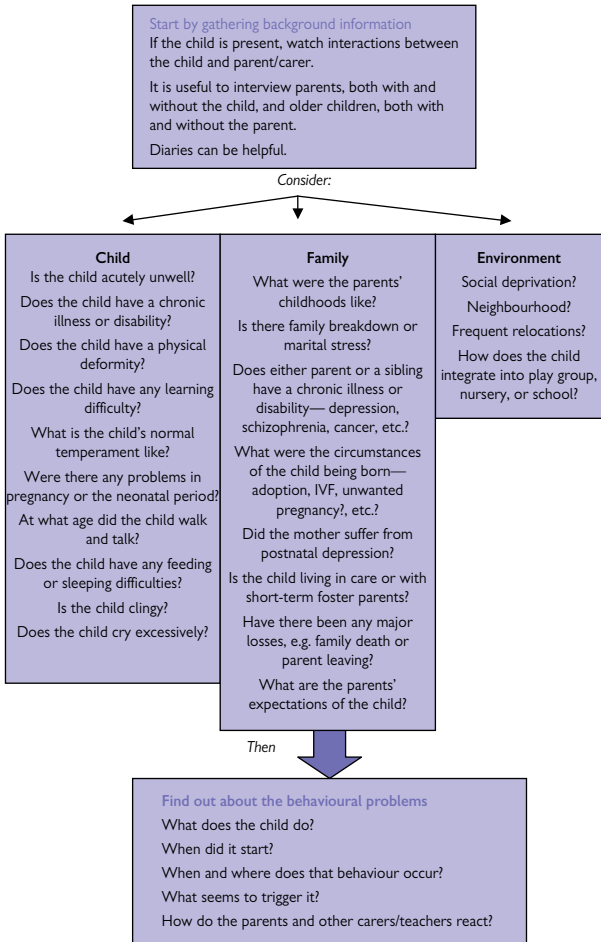 Start by gathering background information
If the child is present, watch interactions between
the child and parent/carer.
It is useful to interview parents, both with and
without the child, and older children, both with
and without the parent.
Diaries can be helpful.
Consider:
Child
Is the child acutely unwell?
Does the child have a chronic
illness or disability?
Does the child have a physical
deformity?
Does the child have any learning
difficulty?
What is the child's normal
temperament like?
Were there any problems in
pregnancy or the neonatal period?
At what age did the child walk
and talk?
Does the child have any feeding
or sleeping difficulties?
Is the child clingy?
Does the child cry excessively?
Family
What were the parents'
childhoods like?
Is there family breakdown or
marital stress?
Does either parent or a sibling
have a chronic illness or
disability— depression,
schizophrenia, cancer, etc.?
What were the circumstances
of the child being born—
adoption, IVF, unwanted
pregnancy?, etc.?
Did the mother suffer from
postnatal depression?
Is the child living in care or with
short-term foster parents?
Have there been any major
losses, e.g. family death or
parent leaving?
What are the parents'
expectations of the child?
Environment
Social deprivation?
Neighbourhood?
Frequent relocations?
How does the child
integrate into play group,
nursery, or school?
Then
Find out about the behavioural problems
What does the child do?
When did it start?
When and where does that behaviour occur?
What seems to trigger it?
How do the parents and other carers/teachers react?